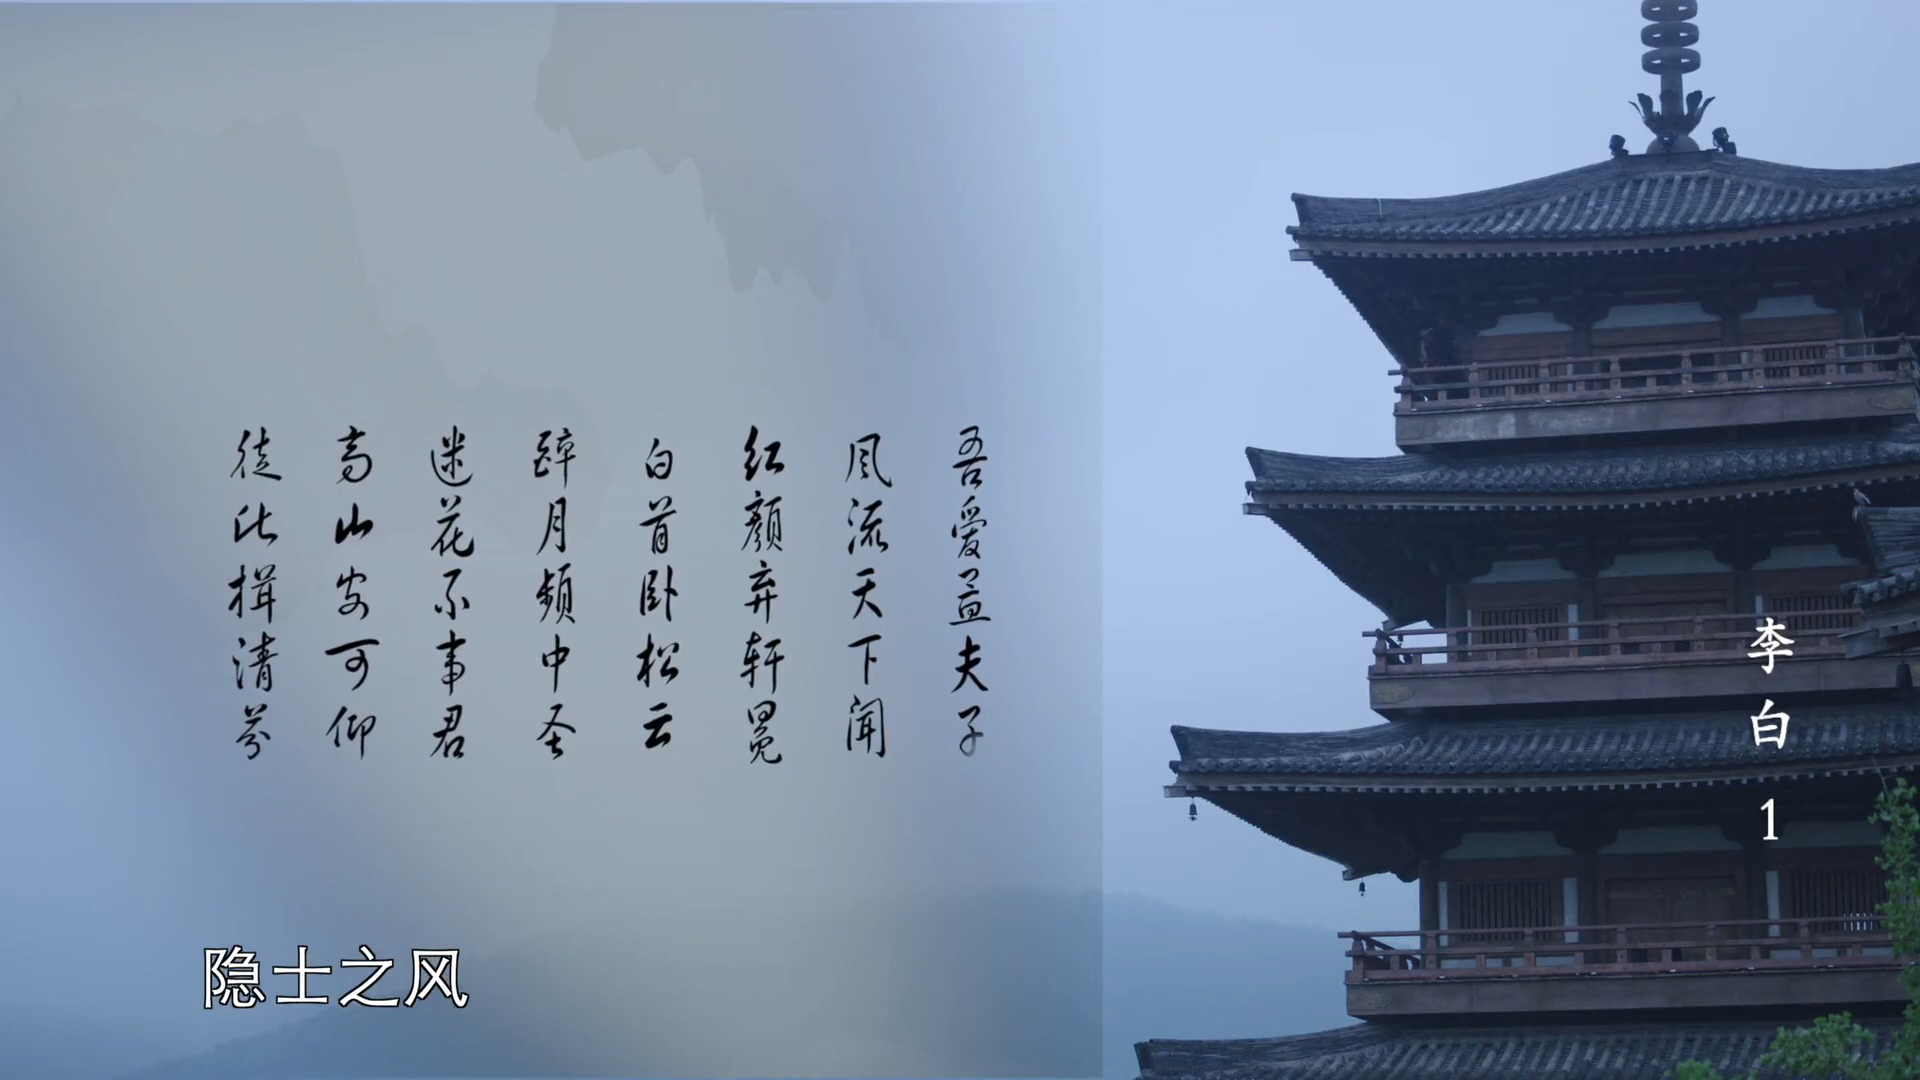 吾爱孟夫子
风流天下闻
红颜弃轩冕
白首卧松云
醉月频中圣
迷花不事君
高山安可仰
徒此揖清芬
李白1
隐士之风